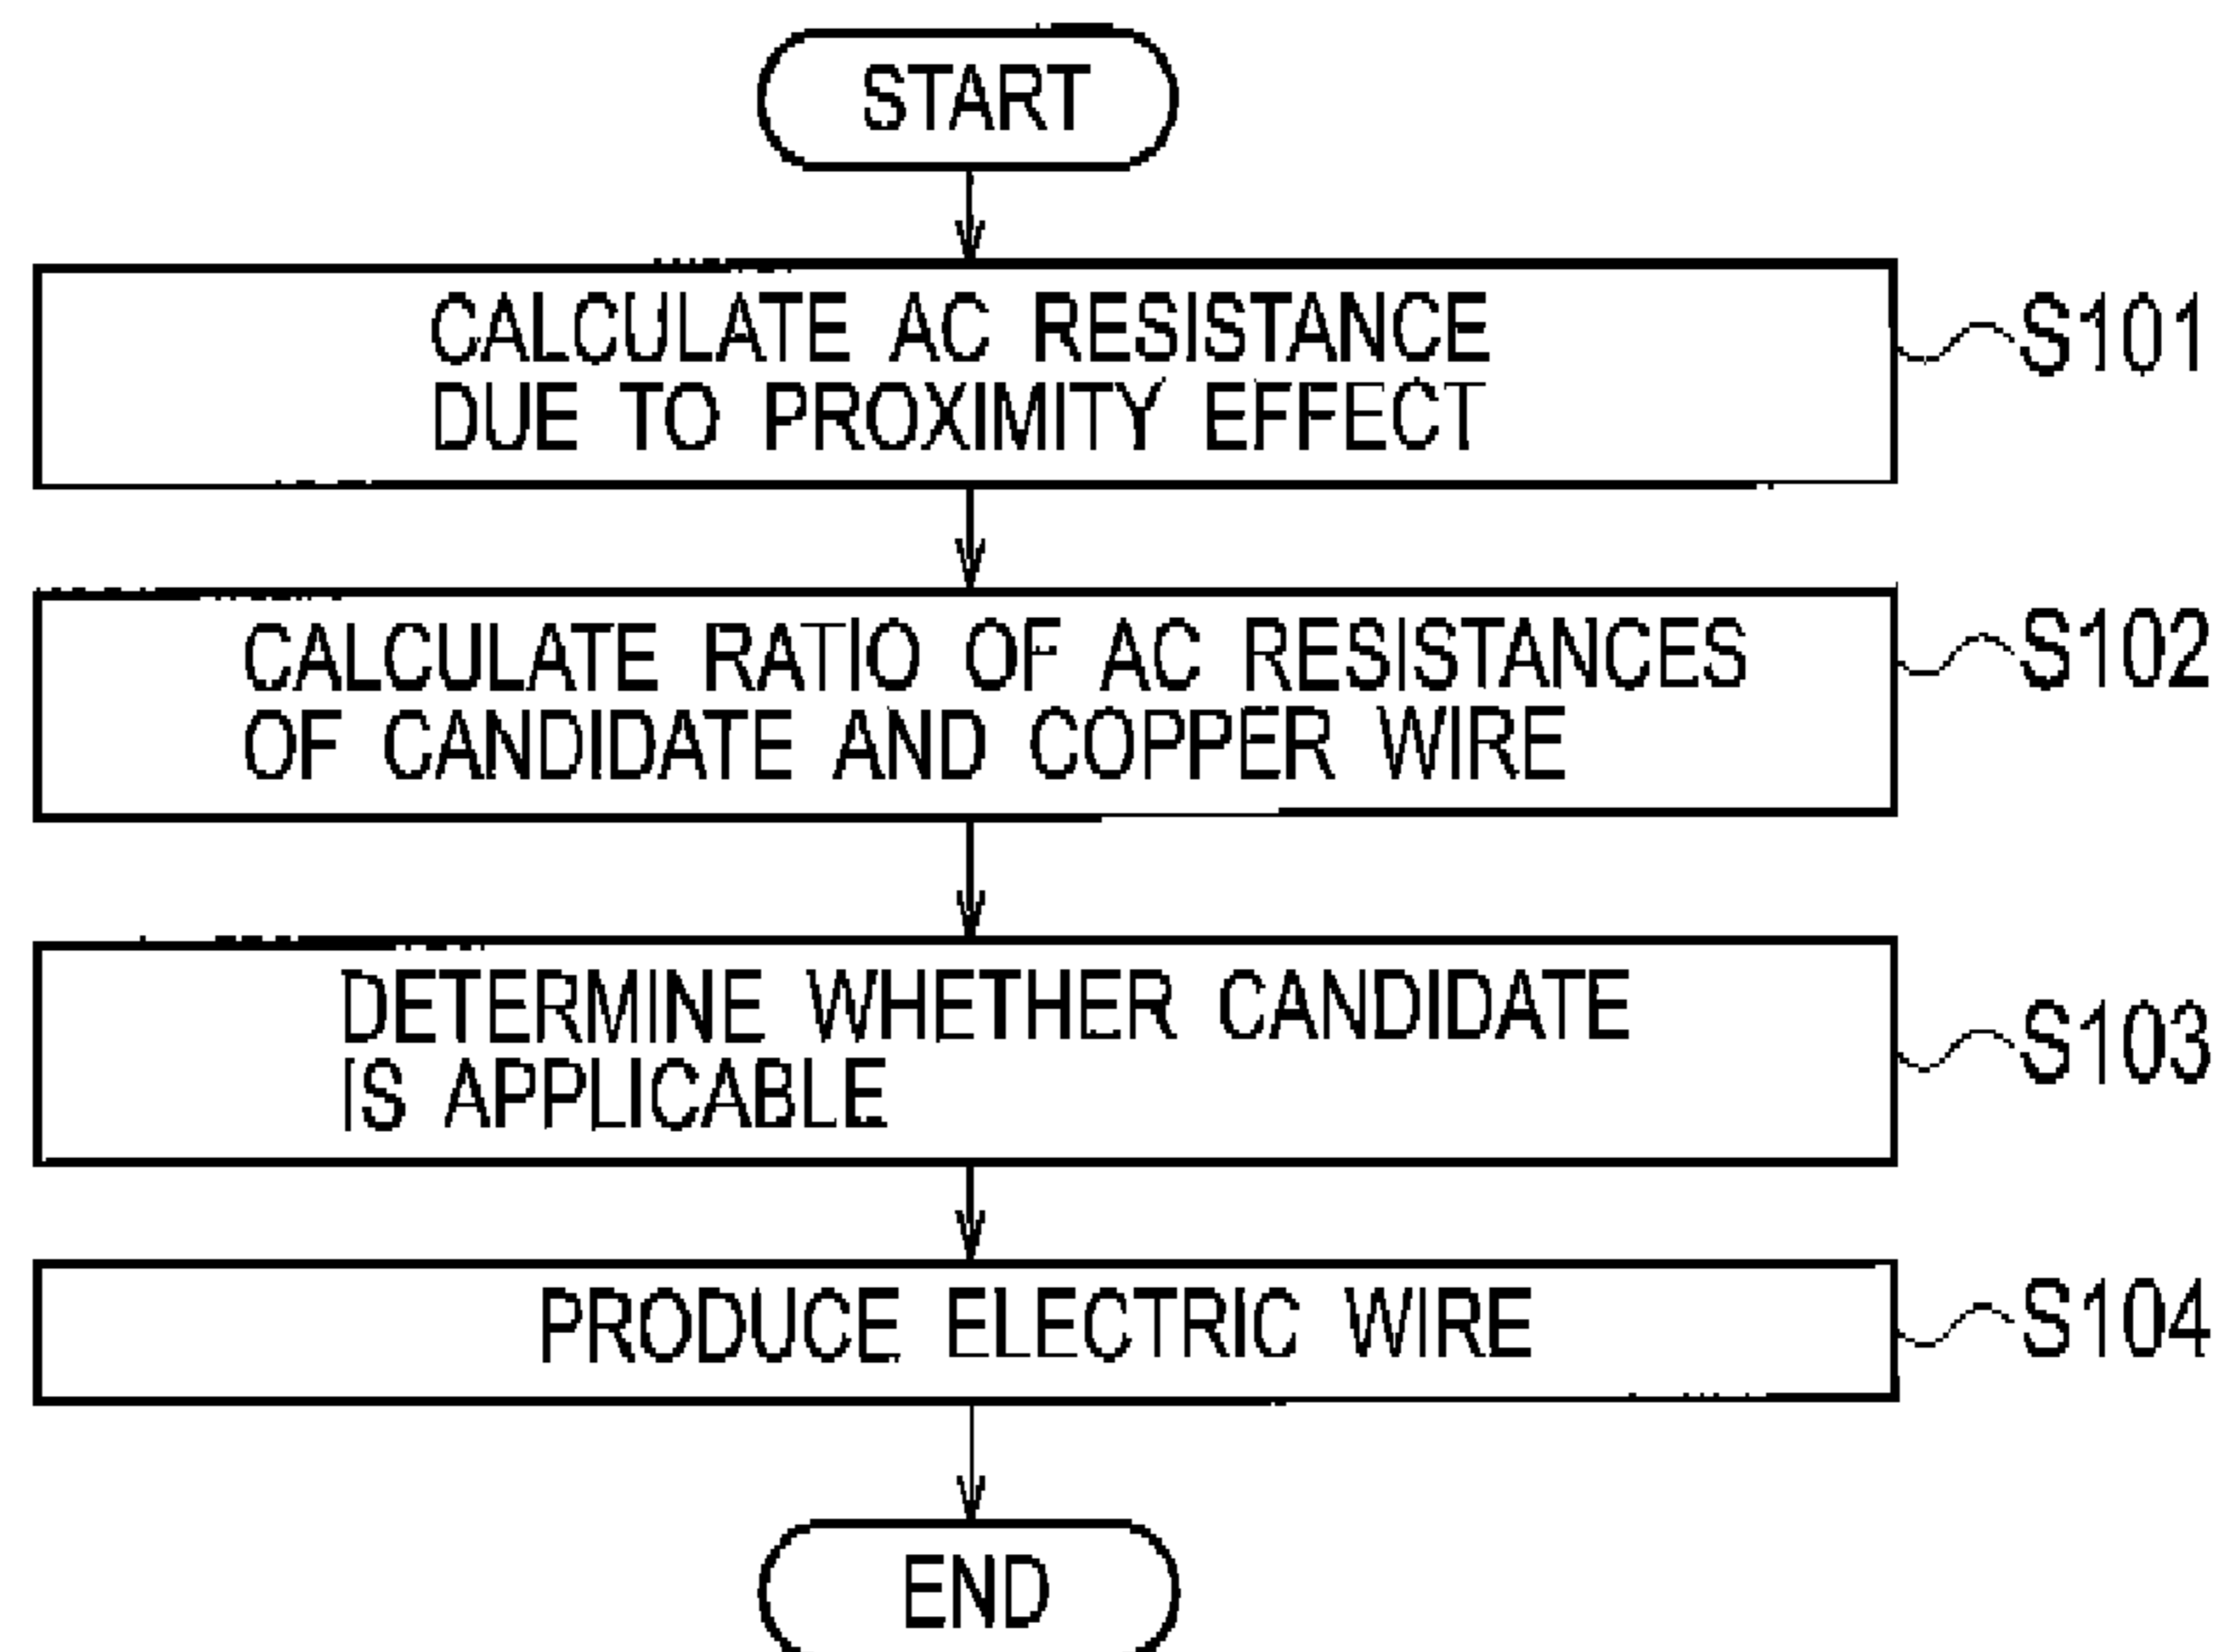 START
CALCULATE AC RESISTANCE
DUE TO PROXIMITY EFFECT
S101
CALCULATE RATIO OF AC RESISTANCES
OF CANDIDATE AND COPPER WIRE
S102
DETERMINE WHETHER CANDIDATE
IS APPLICABLE
S103
PRODUCE ELECTRIC WIRE
S104
END